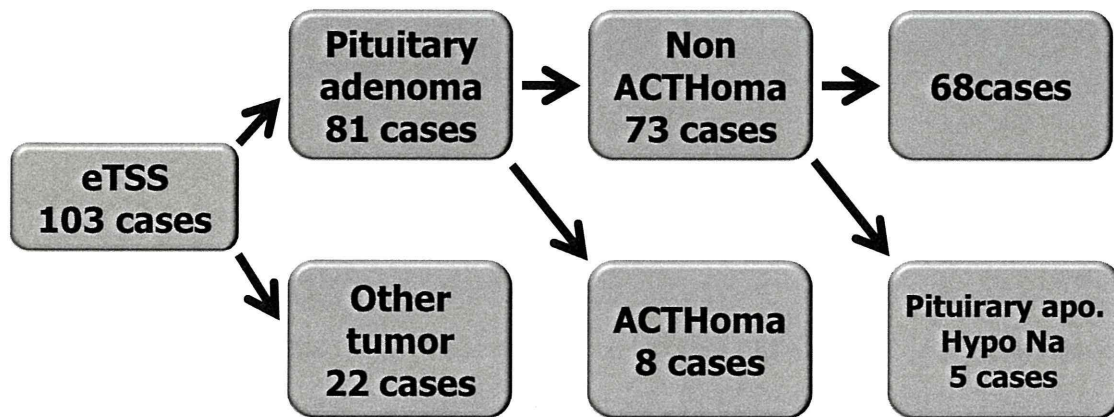 eTSS
103 cases
Pituitary
adenoma
81 cases
Other
tumor
22 cases
Non
ACTHoma
73 cases
ACTHoma
8 cases
68cases
Pituirary apo.
Hypo Na
5 cases